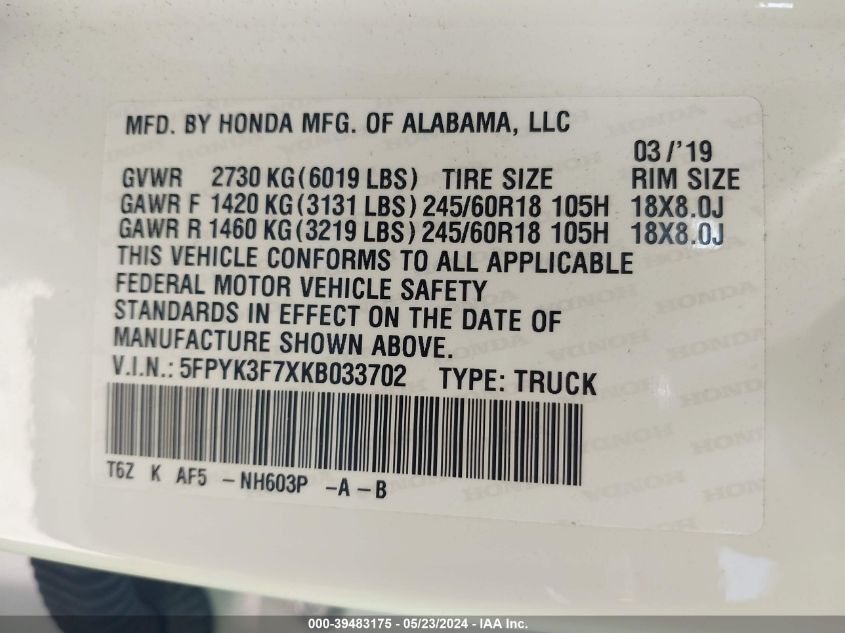 MFD. BY HONDA MFG. OF ALABAMA, LLC
03/'19
GVWR 2730 KG(6019 LBS) TIRE SIZE RIM SIZE
GAWR F 1420 KG(3131 LBS) 245/60R18 105H 18X8.0J
GAWR R 1460 KG(3219 LBS) 245/60R18 105H 18X8.0J
THIS VEHICLE CONFORMS TO ALL APPLICABLE
FEDERAL MOTOR VEHICLE SAFETY
STANDARDS IN EFFECT ON THE DATE OF
MANUFACTURE SHOWN ABOVE.
V.I.N.: 5FPYK3F7XKB033702 TYPE: TRUCK
T6Z K AF5 -NH603P -A-B
000-39483175 - 05/23/2024 - IAA Inc.